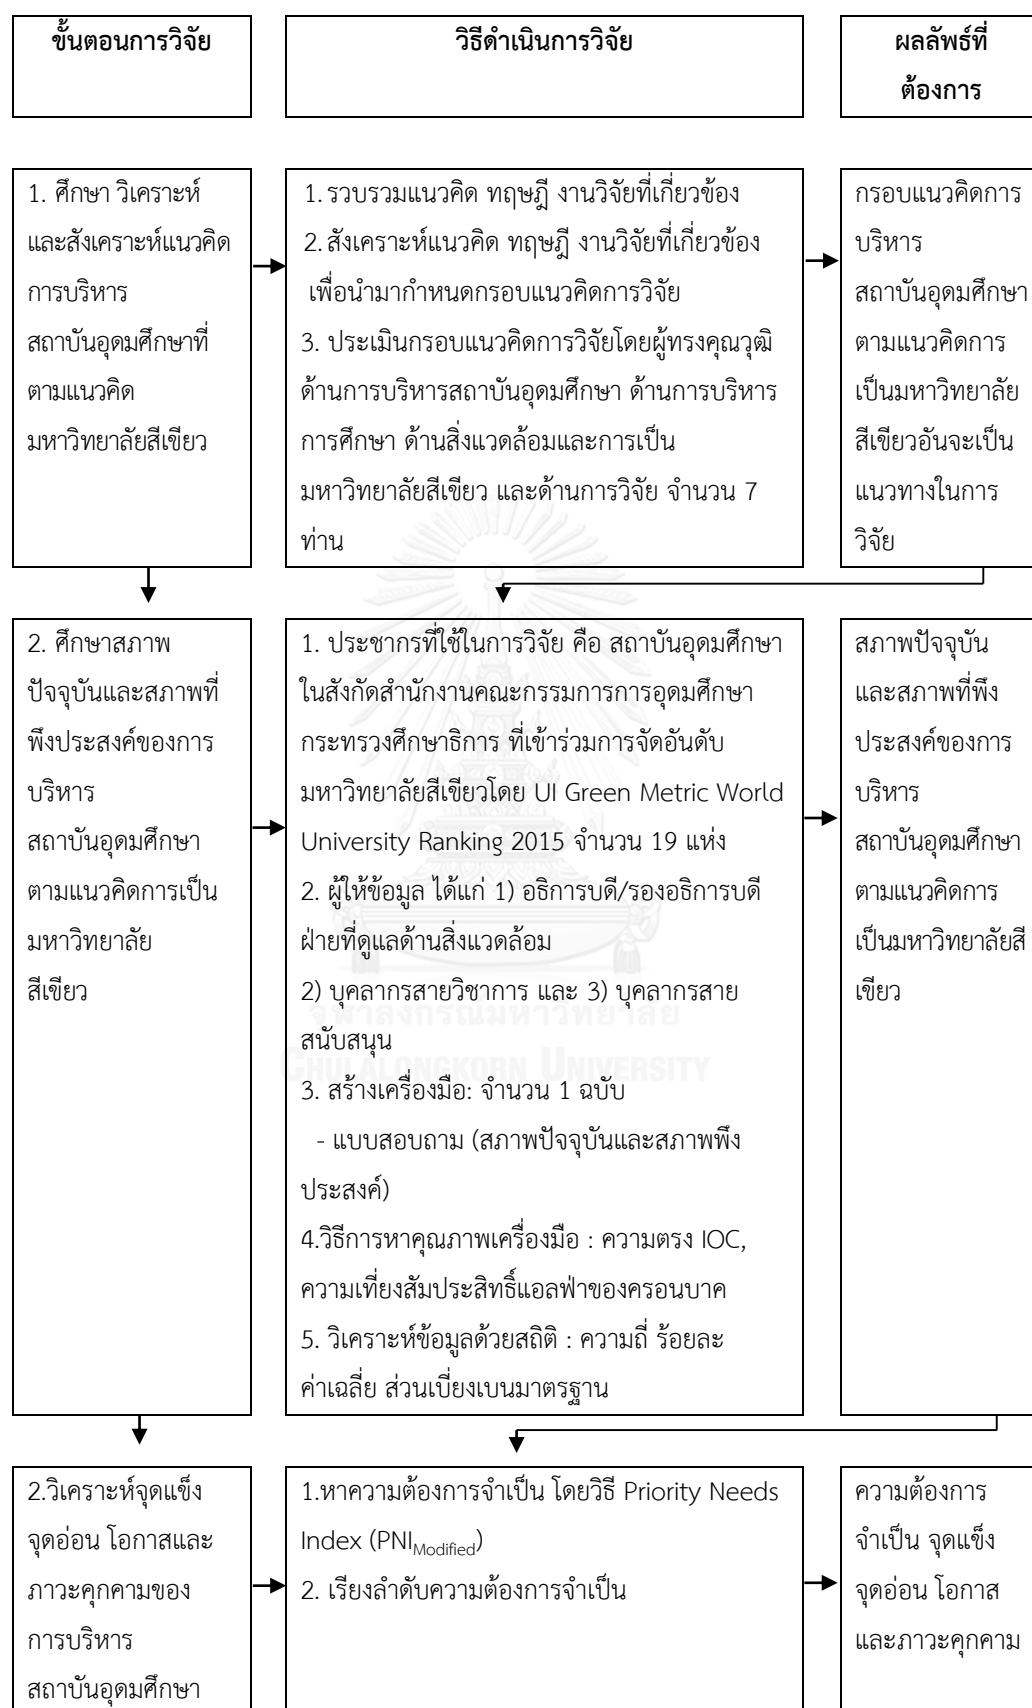 ขั้นตอนการวิจัย
วิธีดำเนินการวิจัย
ผลลัพธ์ที่
ต้องการ
1. ศึกษา วิเคราะห์
และสังเคราะห์แนวคิด
การบริหาร
สถาบันอุดมศึกษาที่
ตามแนวคิด
มหาวิทยาลัยสีเขียว
1. รวบรวมแนวคิด ทฤษฎี งานวิจัยที่เกี่ยวข้อง
2. สังเคราะห์แนวคิด ทฤษฎี งานวิจัยที่เกี่ยวข้อง
เพื่อนำมากำหนดกรอบแนวคิดการวิจัย
3. ประเมินกรอบแนวคิดการวิจัยโดยผู้ทรงคุณวุฒิ
ด้านการบริหารสถาบันอุดมศึกษา ด้านการบริหาร
การศึกษา ด้านสิ่งแวดล้อมและการเป็น
มหาวิทยาลัยสีเขียว และด้านการวิจัย จำนวน 7
ท่าน
กรอบแนวคิดการ
บริหาร
สถาบันอุดมศึกษา
ตามแนวคิดการ
เป็นมหาวิทยาลัย
สีเขียวอันจะเป็น
แนวทางในการ
วิจัย
2. ศึกษาสภาพ
ปัจจุบันและสภาพที่
พึงประสงค์ของการ
บริหาร
สถาบันอุดมศึกษา
ตามแนวคิดการเป็น
มหาวิทยาลัย
สีเขียว
1. ประชากรที่ใช้ในการวิจัย คือ สถาบันอุดมศึกษา
ในสังกัดสำนักงานคณะกรรมการการอุดมศึกษา
กระทรวงศึกษาธิการ ที่เข้าร่วมการจัดอันดับ
มหาวิทยาลัยสีเขียวโดย UI Green Metric World
University Ranking 2015 จำนวน 19 แห่ง
2. ผู้ให้ข้อมูล ได้แก่ 1) อธิการบดี/รองอธิการบดี
ฝ่ายที่ดูแลด้านสิ่งแวดล้อม
2) บุคลากรสายวิชาการ และ 3) บุคลากรสาย
สนับสนุน
3. สร้างเครื่องมือ: จำนวน 1 ฉบับ
- แบบสอบถาม (สภาพปัจจุบันและสภาพพึง
ประสงค์)
4.วิธีการหาคุณภาพเครื่องมือ : ความตรง IOC,
ความเที่ยงสัมประสิทธิ์แอลฟ่าของครอนบาค
5. วิเคราะห์ข้อมูลด้วยสถิติ : ความถี่ ร้อยละ
ค่าเฉลี่ย ส่วนเบี่ยงเบนมาตรฐาน
จุฬาลงกรณ์มหาวิทยาลัย
CHULALONGKORN UNIVERSITY
สภาพปัจจุบัน
และสภาพที่พึง
ประสงค์ของการ
บริหาร
สถาบันอุดมศึกษา
ตามแนวคิดการ
เป็นมหาวิทยาลัยสี
เขียว
2.วิเคราะห์จุดแข็ง
จุดอ่อน โอกาสและ
ภาวะคุกคามของ
การบริหาร
สถาบันอุดมศึกษา
1.หาความต้องการจำเป็น โดยวิธี Priority Needs
Index (PNI Modified)
2. เรียงลำดับความต้องการจำเป็น
ความต้องการ
จำเป็น จุดแข็ง
จุดอ่อน โอกาส
และภาวะคุกคาม